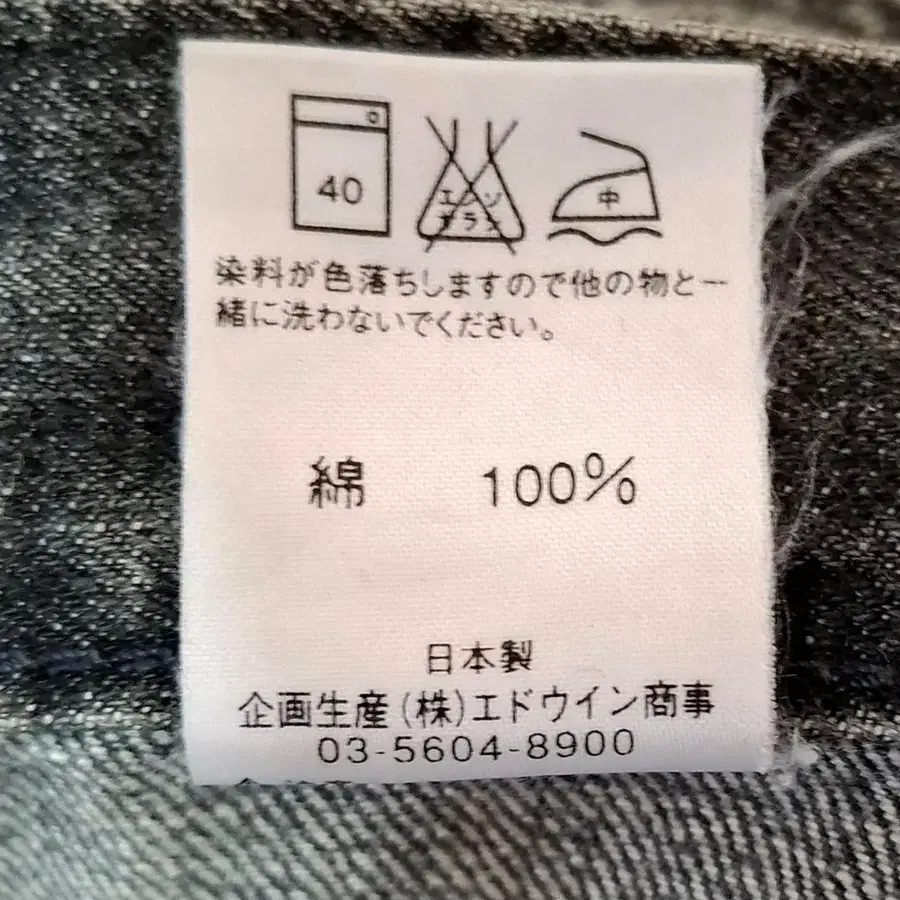 40
エンソ
サラシ
中
染料が色落ちしますので他の物と一
緒に洗わないでください。
綿 100%
日本製
企画生産(株)エドウイン商事
03-5604-8900